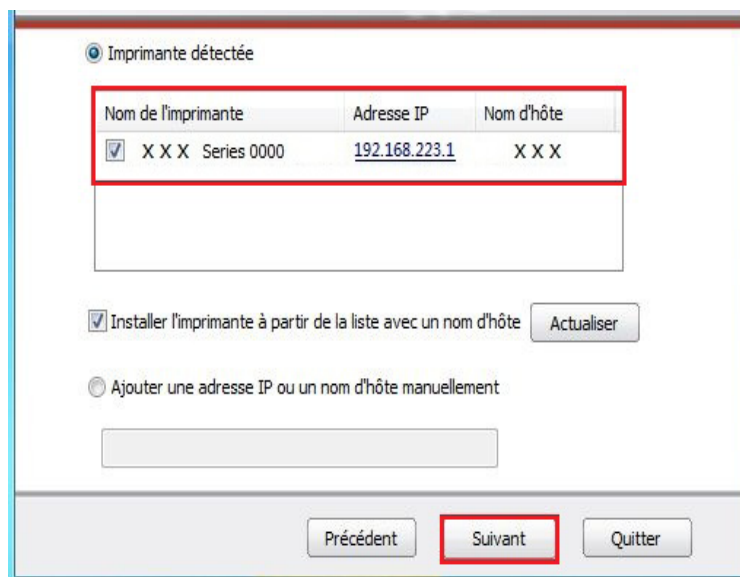 Imprimante détectée
Nom de l'imprimante Adresse IP Nom d'hôte
X X X Series 0000 192.168.223.1 X X X
Installer l'imprimante à partir de la liste avec un nom d'hôte Actualiser
Ajouter une adresse IP ou un nom d'hôte manuellement
Précédent Suivant Quitter